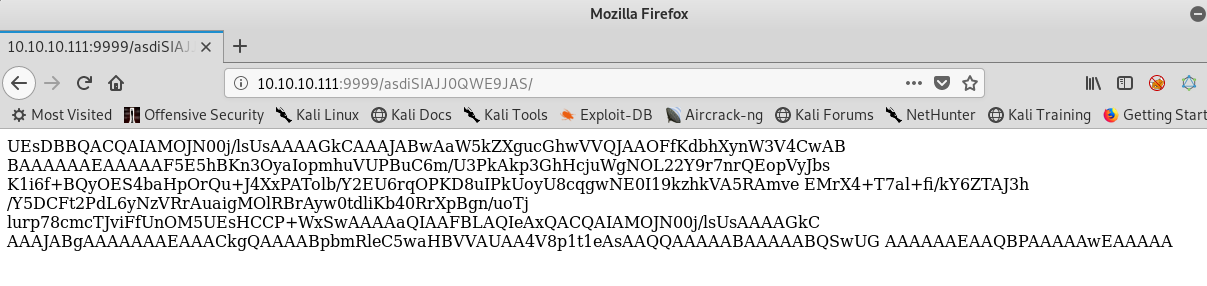 Mozilla Firefox
10.10.10.111:9999/asdiSIAJJ
10.10.10.111:9999/asdiSIAJJ0QWE9JAS/
Most Visited Offensive Security Kali Linux Kali Docs Kali Tools Exploit-DB Aircrack-ng Kali Forums NetHunter Kali Training Getting Start
UEsDBBQACQAIAMOJN00j/lsUsAAAAGkCAAAJABwAaW5kZXgucGhwVVQJAAOFfKdbhXynW3V4CwAB
BAAAAAAEAAAAAF5E5hBKn3OyaIopmhuVUPBuC6m/U3PkAkp3GhHcjuWgNOL22Y9r7nrQEopVyJbs
K1i6f+BQyOES4baHpOrQu+J4XxPATolb/Y2EU6rqOPKD8uIPkUoyU8cqgwNE0I19kzhkVA5RAmve EMrX4+T7al+fi/kY6ZTAJ3h
/Y5DCFt2PdL6yNzVRrAuaigMOlRBrAyw0tdliKb40RrXpBgn/uoTj
lurp78cmcTJviFfUnOM5UEsHCCP+WxSwAAAAaQIAAFBLAQIeAxQACQAIAMOJN00j/lsUsAAAAGkC
AAAJABgAAAAAAAEAAACkgQAAAABpbmRleC5waHBVVAUAA4V8p1t1eAsAAQQAAAAABAAAAABQSwUG AAAAAAEAAQBPAAAAAwEAAAAA